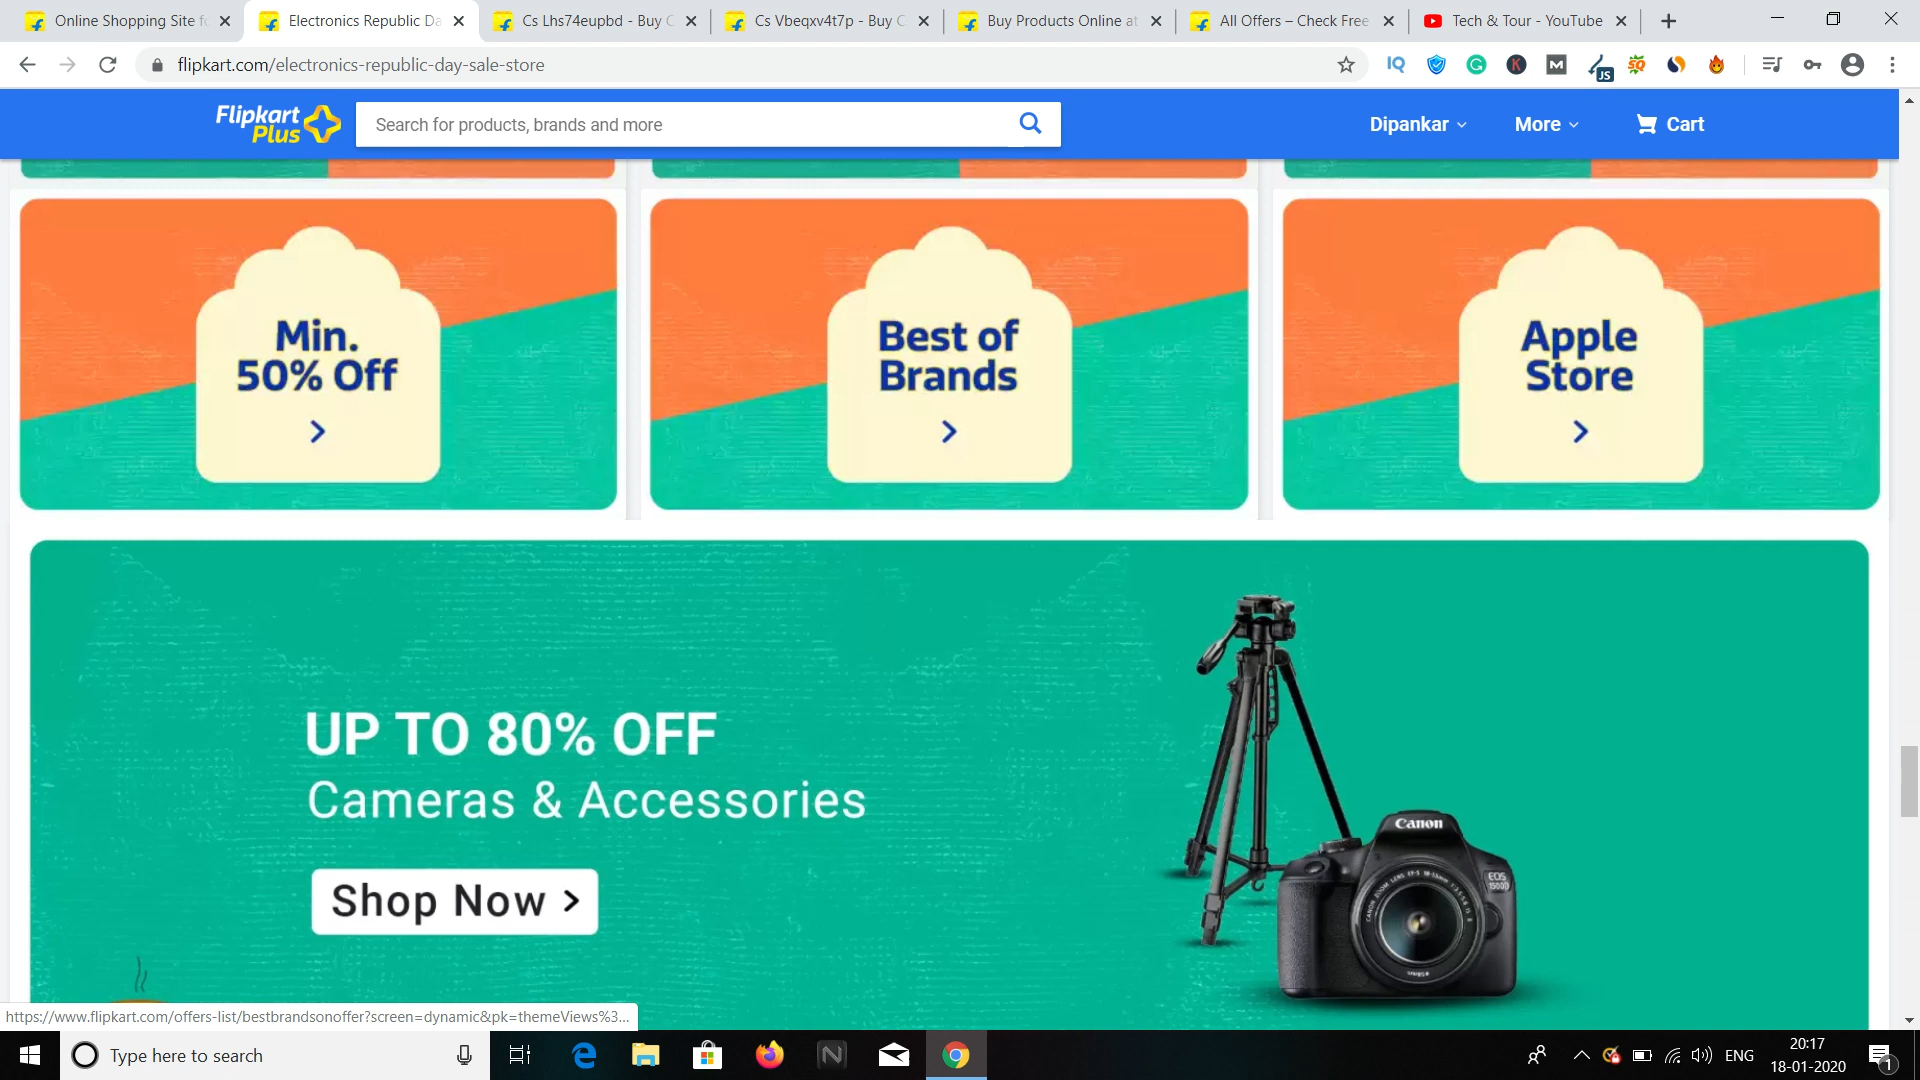 Online Shopping Site f
Electronics Republic Da
Cs Lhs74eupbd - Buy C
Cs Vbeqxv4t7p - Buy C
Buy Products Online at
All Offers – Check Free
Tech & Tour - YouTube
flipkart.com/electronics-republic-day-sale-store
IQ
JS
SQ
Flipkart
Plus
Search for products, brands and more
Dipankar
More
Cart
Min.
50% Off
Best of
Brands
Apple
Store
UP TO 80% OFF
Cameras & Accessories
Shop Now >
Canon
EOS
1500D
https://www.flipkart.com/offers-list/bestbrandsonoffer?screen=dynamic&pk=themeViews%3...
Type here to search
ENG
20:17
18-01-2020
1